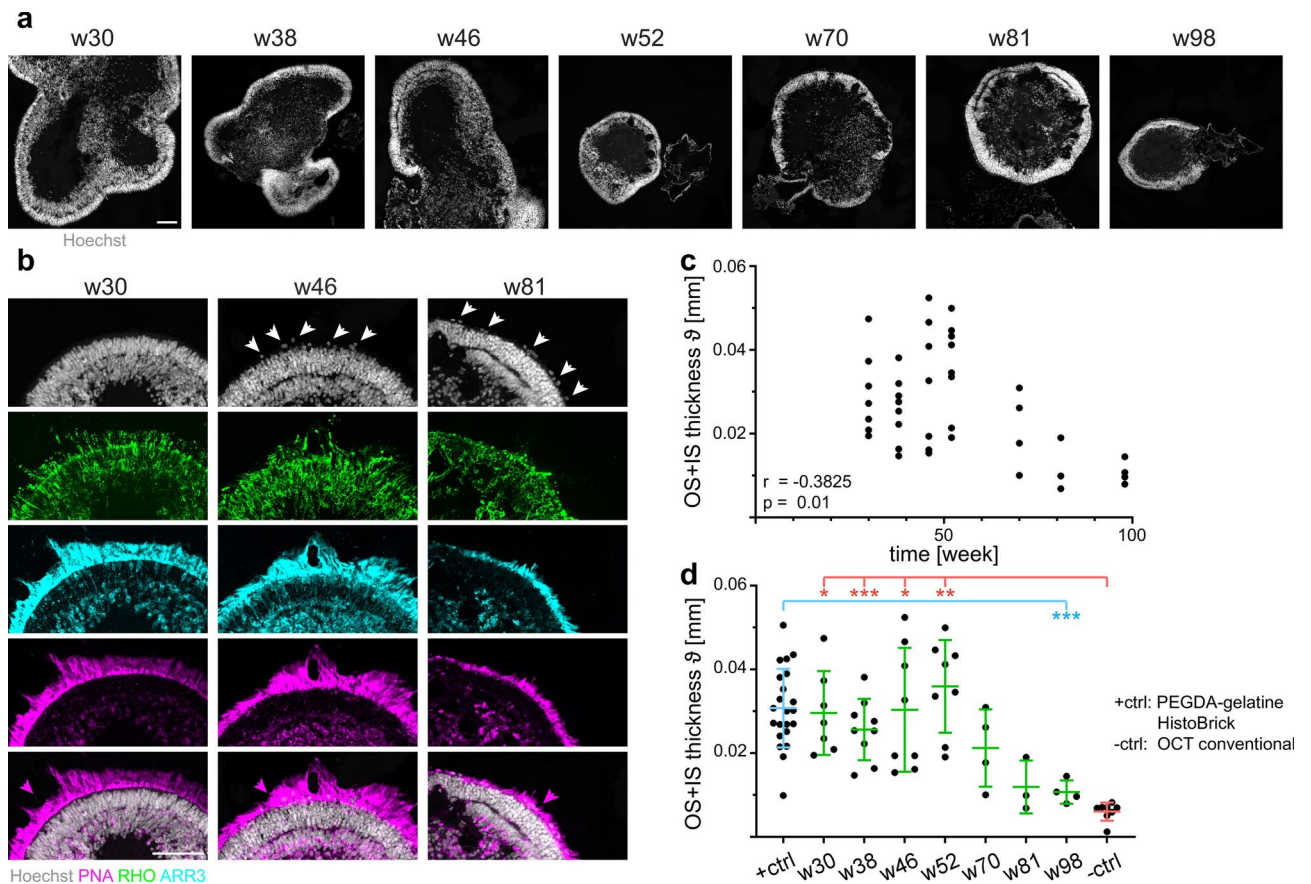 a
w30 w38 w46 w52 w70 w81 w98
Hoechst
b
w30 w46 w81
Hoechst PNA RHO ARR3
c
OS+IS thickness ϑ [mm]
0.06
0.04
0.02
r = -0.3825
p = 0.01
50 100
time [week]
d
OS+IS thickness ϑ [mm]
0.06
0.04
0.02
* *** * **
***
+ctrl w30 w38 w46 w52 w70 w81 w98 -ctrl
+ctrl: PEGDA-gelatine
HistoBrick
-ctrl: OCT conventional